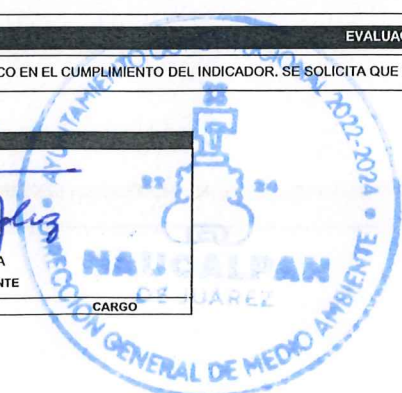 EVALUAC
CO EN EL CUMPLIMIENTO DEL INDICADOR. SE SOLICITA QUE
A
NTE
CARGO
AYUNTAMIENTO CONSTITUCIONAL 2022-2024
22 24
NAUCALPAN
DE JUÁREZ
DIRECCIÓN GENERAL DE MEDIO AMBIENTE